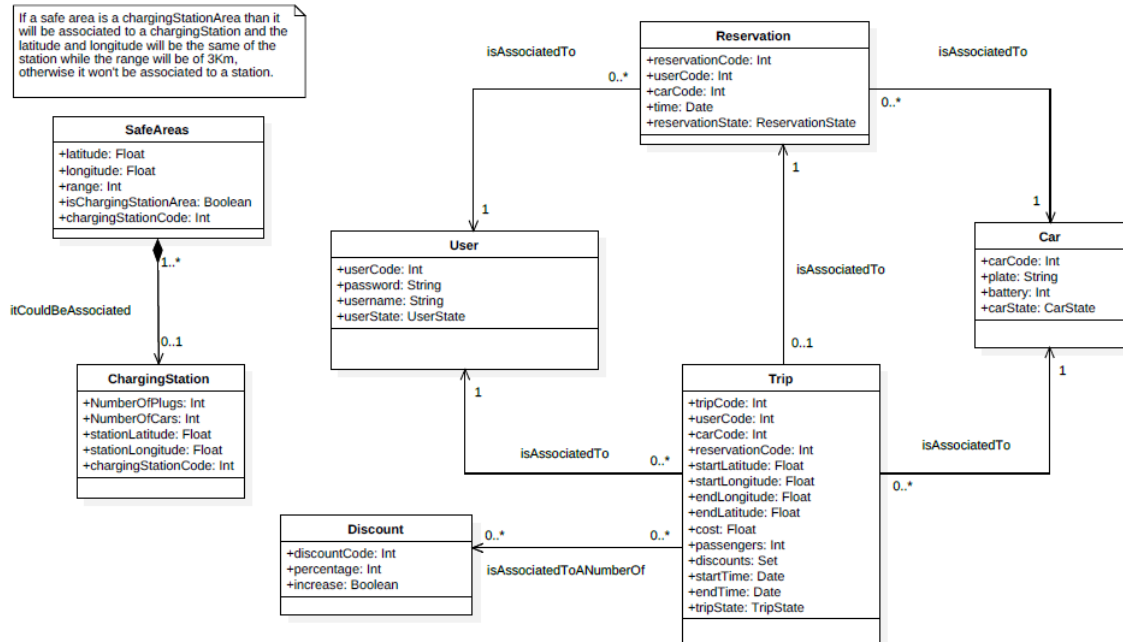 If a safe area is a chargingStationArea than it
will be associated to a chargingStation and the
latitude and longitude will be the same of the
station while the range will be of 3Km,
otherwise it won't be associated to a station.
Reservation
+reservationCode: Int
+userCode: Int
+carCode: Int
+time: Date
+reservationState: ReservationState
isAssociatedTo
0..*
1
isAssociatedTo
0..*
1
SafeAreas
+latitude: Float
+longitude: Float
+range: Int
+isChargingStationArea: Boolean
+chargingStationCode: Int
1..*
itCouldBeAssociated
0..1
User
+userCode: Int
+password: String
+username: String
+userState: UserState
1
isAssociatedTo
0..1
Car
+carCode: Int
+plate: String
+battery: Int
+carState: CarState
ChargingStation
+NumberOfPlugs: Int
+NumberOfCars: Int
+stationLatitude: Float
+stationLongitude: Float
+chargingStationCode: Int
1
isAssociatedTo
0..*
Trip
+tripCode: Int
+userCode: Int
+carCode: Int
+reservationCode: Int
+startLatitude: Float
+startLongitude: Float
+endLongitude: Float
+endLatitude: Float
+cost: Float
+passengers: Int
+discounts: Set
+startTime: Date
+endTime: Date
+tripState: TripState
1
isAssociatedTo
0..*
Discount
+discountCode: Int
+percentage: Int
+increase: Boolean
0..*
0..*
isAssociatedToANumberOf